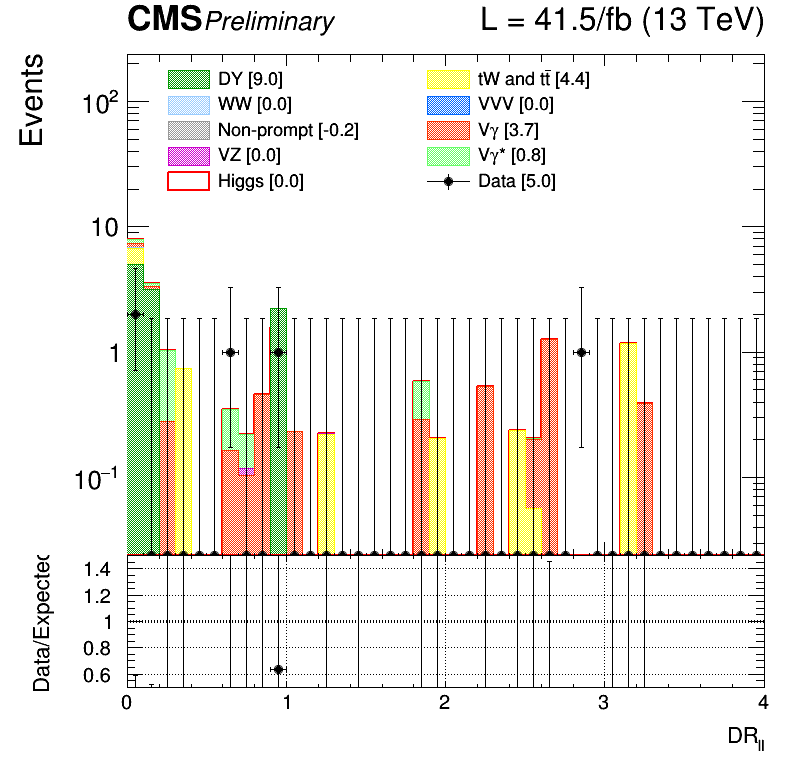 CMS Preliminary L = 41.5/fb (13 TeV)
Events
DY [9.0]
WW [0.0]
Non-prompt [-0.2]
VZ [0.0]
Higgs [0.0]
tW and tt̄ [4.4]
VVV [0.0]
Vγ [3.7]
Vγ* [0.8]
Data [5.0]
10²
10
1
10⁻¹
Data/Expected
1.4
1.2
1
0.8
0.6
0 1 2 3 4
DR_ll